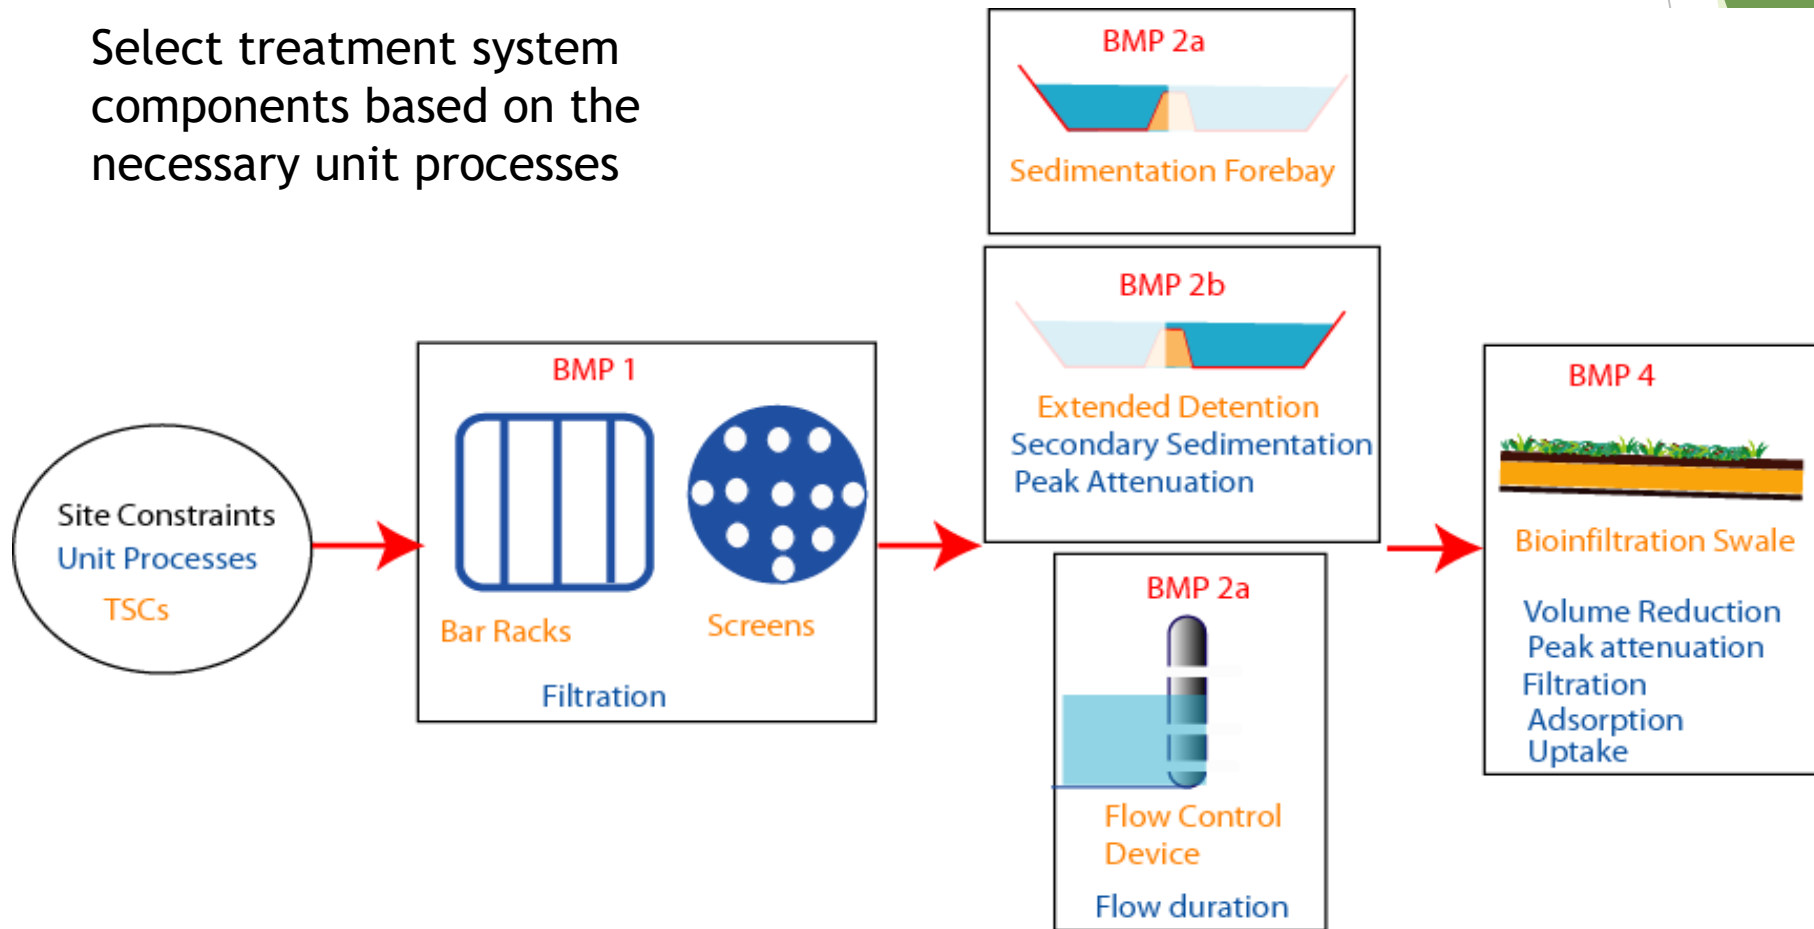 Select treatment system
components based on the
necessary unit processes
Site Constraints
Unit Processes
TSCs
BMP 1
Bar Racks
Screens
Filtration
BMP 2a
Sedimentation Forebay
BMP 2b
Extended Detention
Secondary Sedimentation
Peak Attenuation
BMP 2a
Flow Control
Device
Flow duration
BMP 4
Bioinfiltration Swale
Volume Reduction
Peak attenuation
Filtration
Adsorption
Uptake